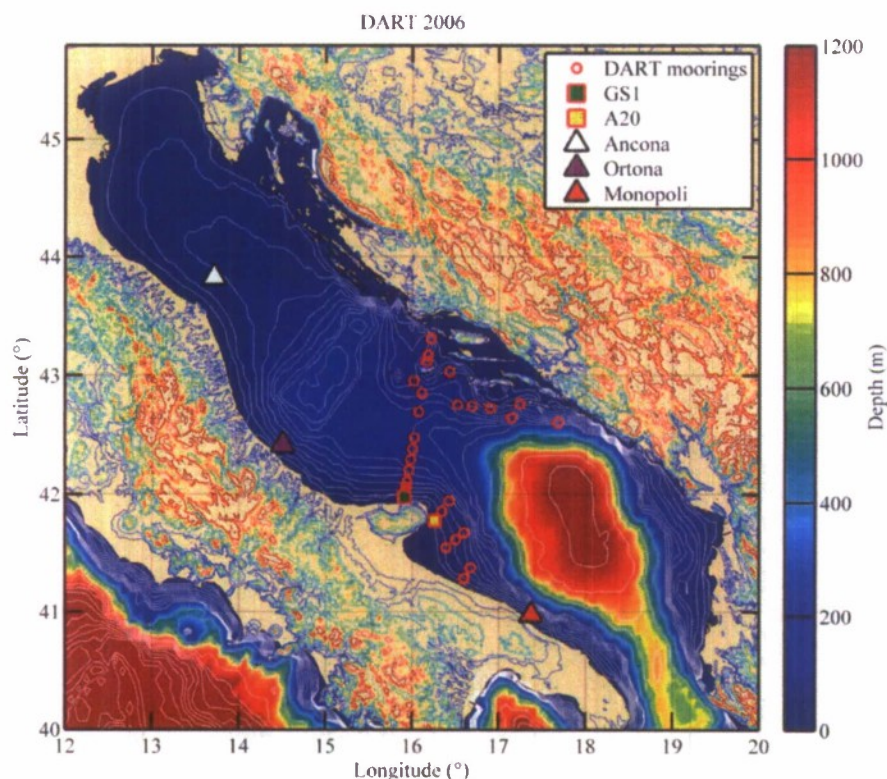 DART 2006
DART moorings
GS1
A20
Ancona
Ortona
Monopoli
45
44
43
42
41
40
Latitude (°)
12
13
14
15
16
17
18
19
20
Longitude (°)
1200
1000
800
600
400
200
0
Depth (m)